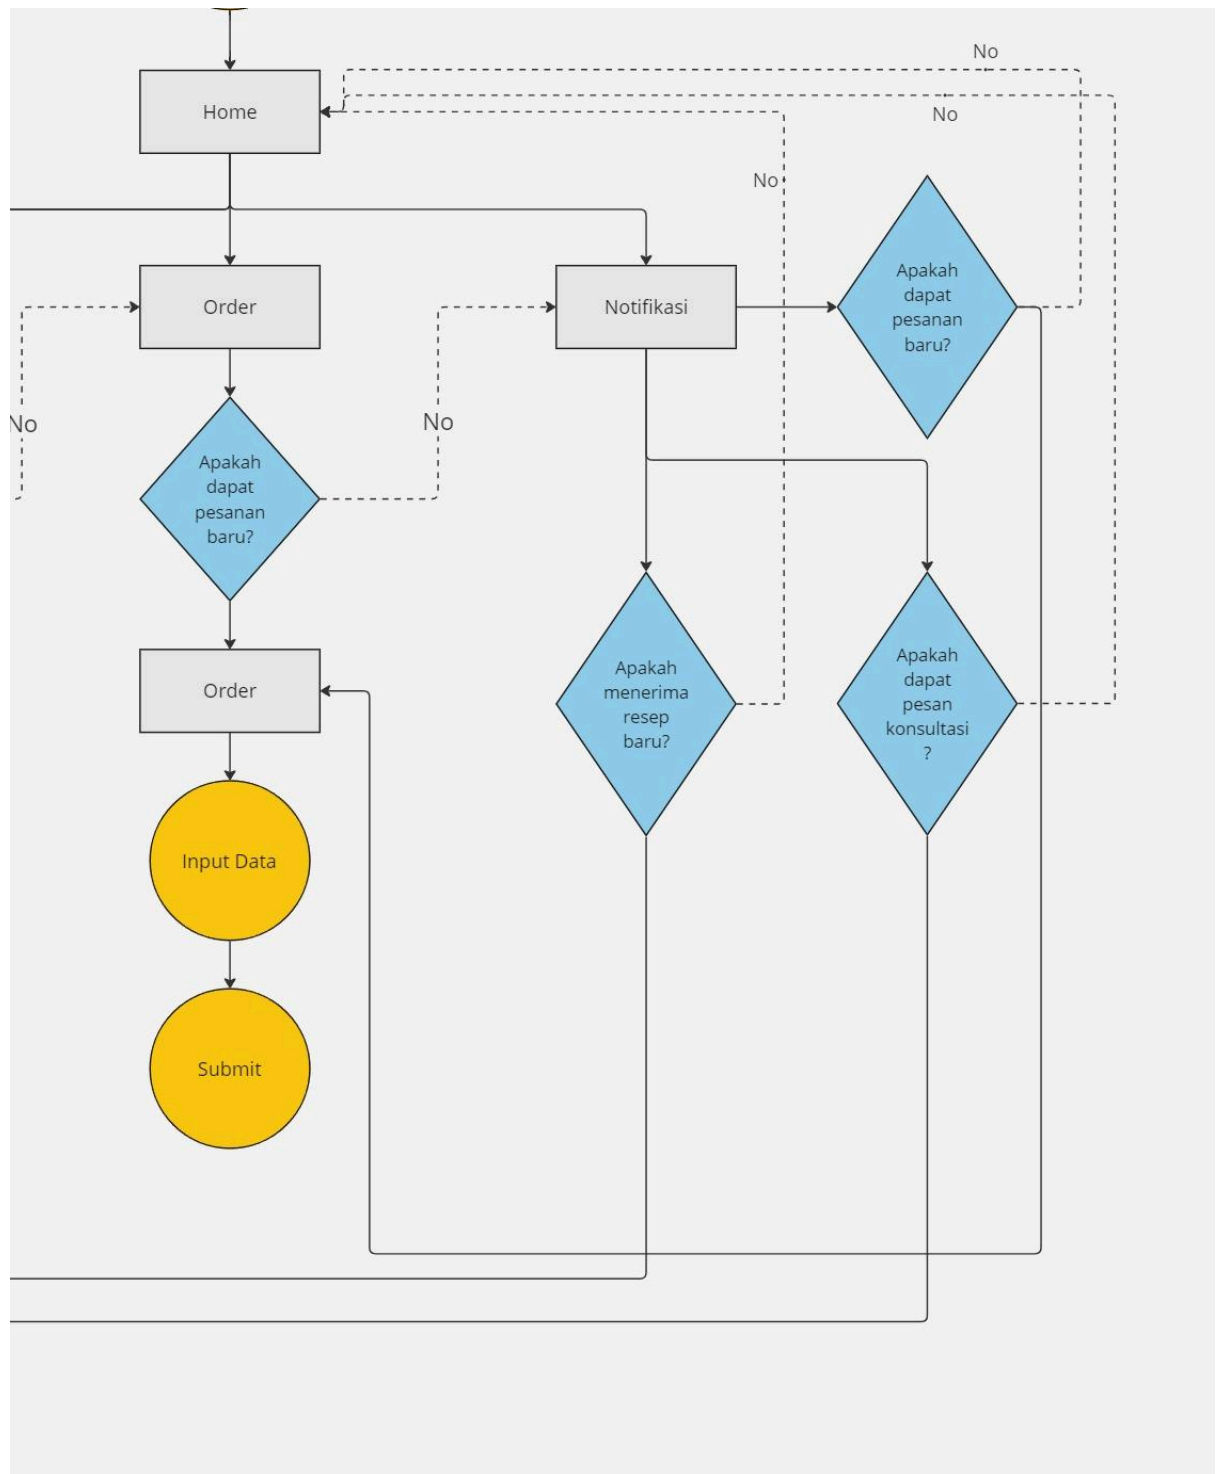 No
Home
No
No
Order
Notifikasi
Apakah
dapat
pesanan
baru?
No
No
Apakah
dapat
pesanan
baru?
Order
Apakah
menerima
resep
baru?
Apakah
dapat
pesan
konsultasi
?
Input Data
Submit